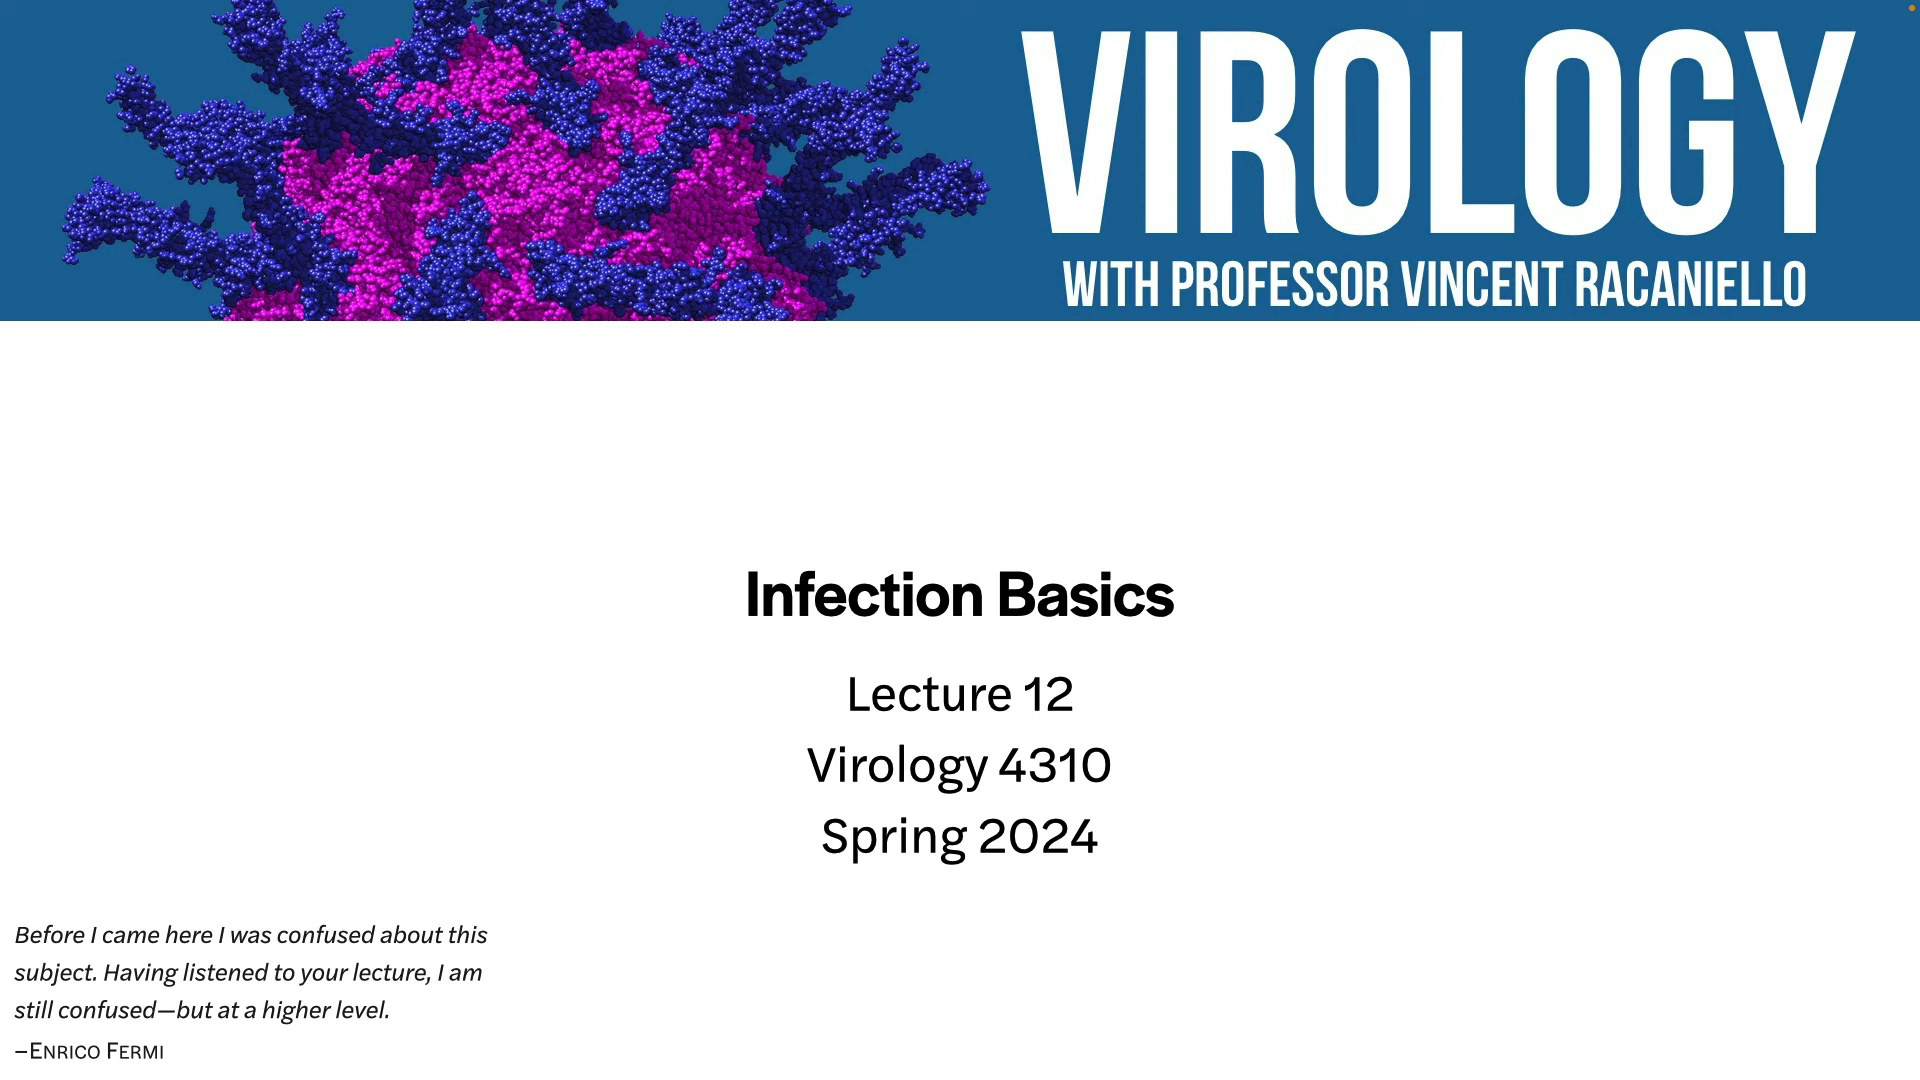 VIROLOGY
WITH PROFESSOR VINCENT RACANIELLO
Infection Basics
Lecture 12
Virology 4310
Spring 2024
Before I came here I was confused about this
subject. Having listened to your lecture, I am
still confused—but at a higher level.
–ENRICO FERMI